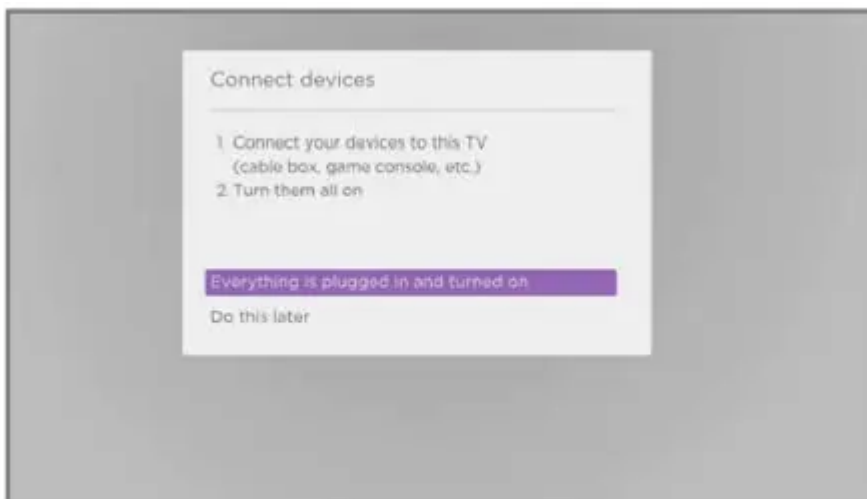 Connect devices
1 Connect your devices to this TV
(cable box, game console, etc.)
2 Turn them all on
Everything is plugged in and turned on
Do this later